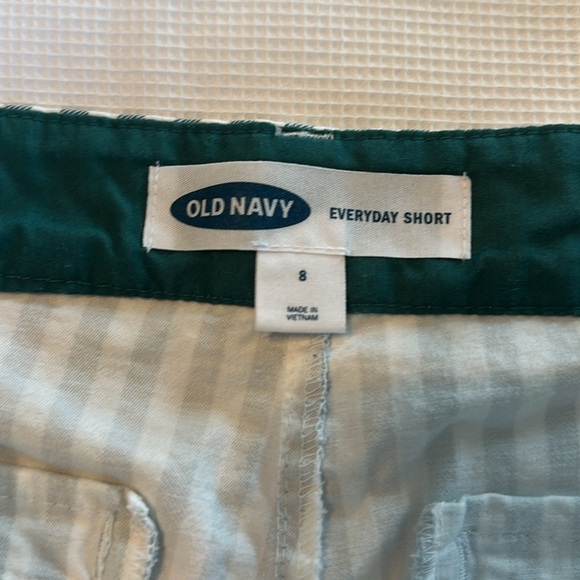 OLD NAVY EVERYDAY SHORT
8
MADE IN
VIETNAM